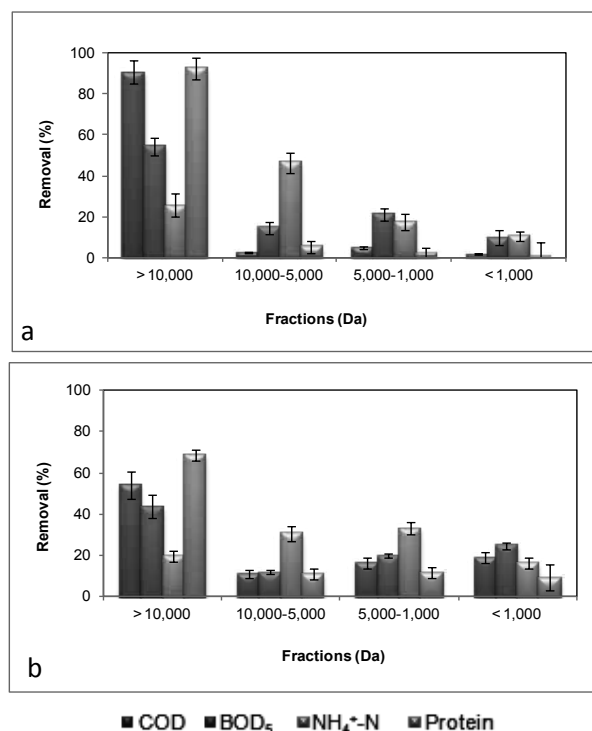 100
80
60
40
20
0
Removal (%)
> 10,000 10,000-5,000 5,000-1,000 < 1,000
Fractions (Da)
a
100
80
60
40
20
0
Removal (%)
> 10,000 10,000-5,000 5,000-1,000 < 1,000
Fractions (Da)
b
COD BOD₅ NH₄⁺-N Protein